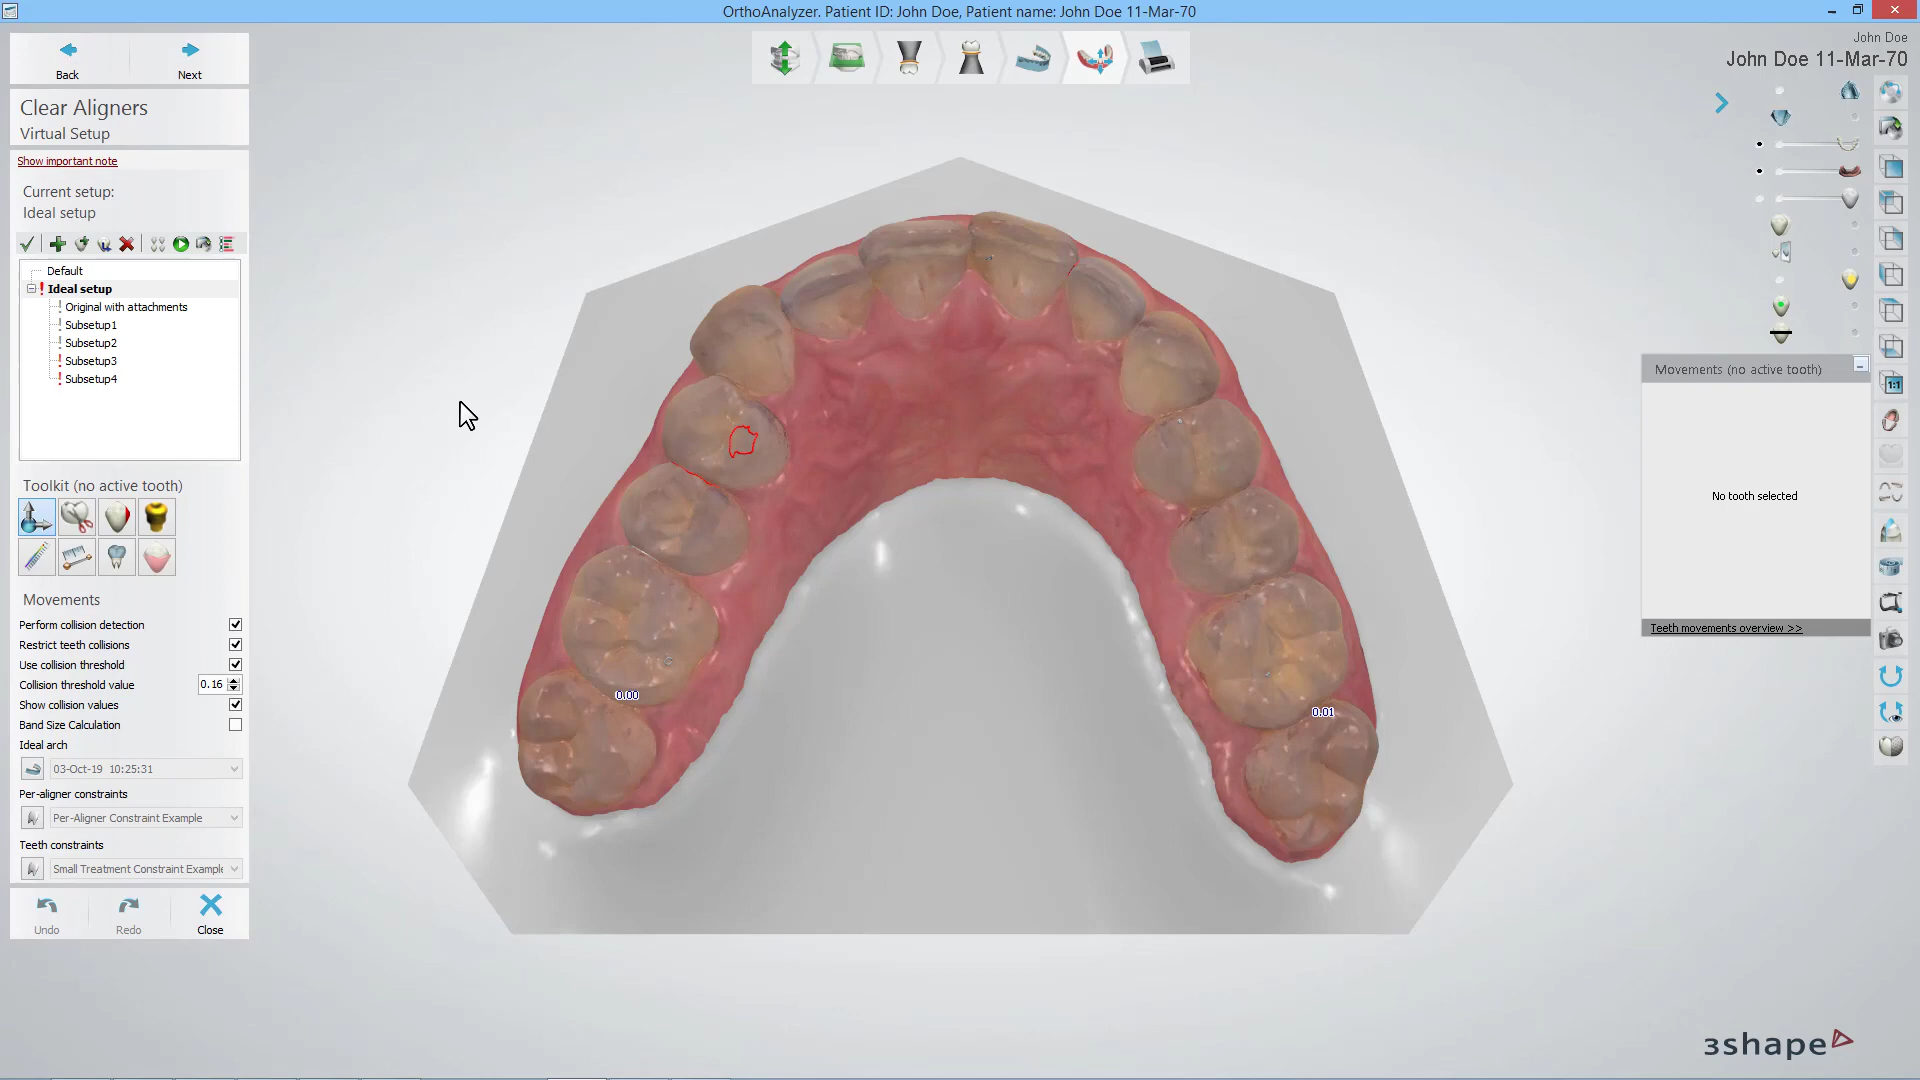 OrthoAnalyzer. Patient ID: John Doe, Patient name: John Doe 11-Mar-70
Back
Next
John Doe
John Doe 11-Mar-70
Clear Aligners
Virtual Setup
Show important note
Current setup:
Ideal setup
Default
Ideal setup
Original with attachments
Subsetup1
Subsetup2
Subsetup3
Subsetup4
Toolkit (no active tooth)
Movements
Perform collision detection
Restrict teeth collisions
Use collision threshold
Collision threshold value 0.16
Show collision values
Band Size Calculation
Ideal arch
03-Oct-19 10:25:31
Per-aligner constraints
Per-Aligner Constraint Example
Teeth constraints
Small Treatment Constraint Example
Undo
Redo
Close
0.00
0.01
1:1
Movements (no active tooth)
No tooth selected
Teeth movements overview >>
3shape